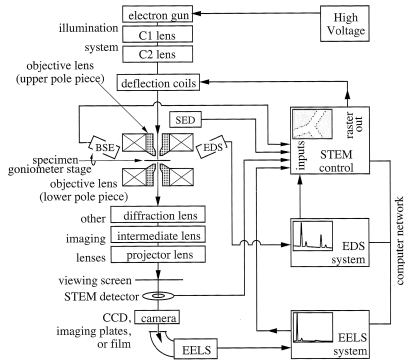 electron gun
High
Voltage
illumination
system
C1 lens
C2 lens
objective lens
(upper pole piece)
deflection coils
SED
BSE
EDS
specimen
goniometer stage
objective lens
(lower pole piece)
inputs
raster
out
STEM
control
other
imaging
lenses
diffraction lens
intermediate lens
projector lens
EDS
system
computer network
viewing screen
STEM detector
CCD,
imaging plates,
or film
camera
EELS
EELS
system